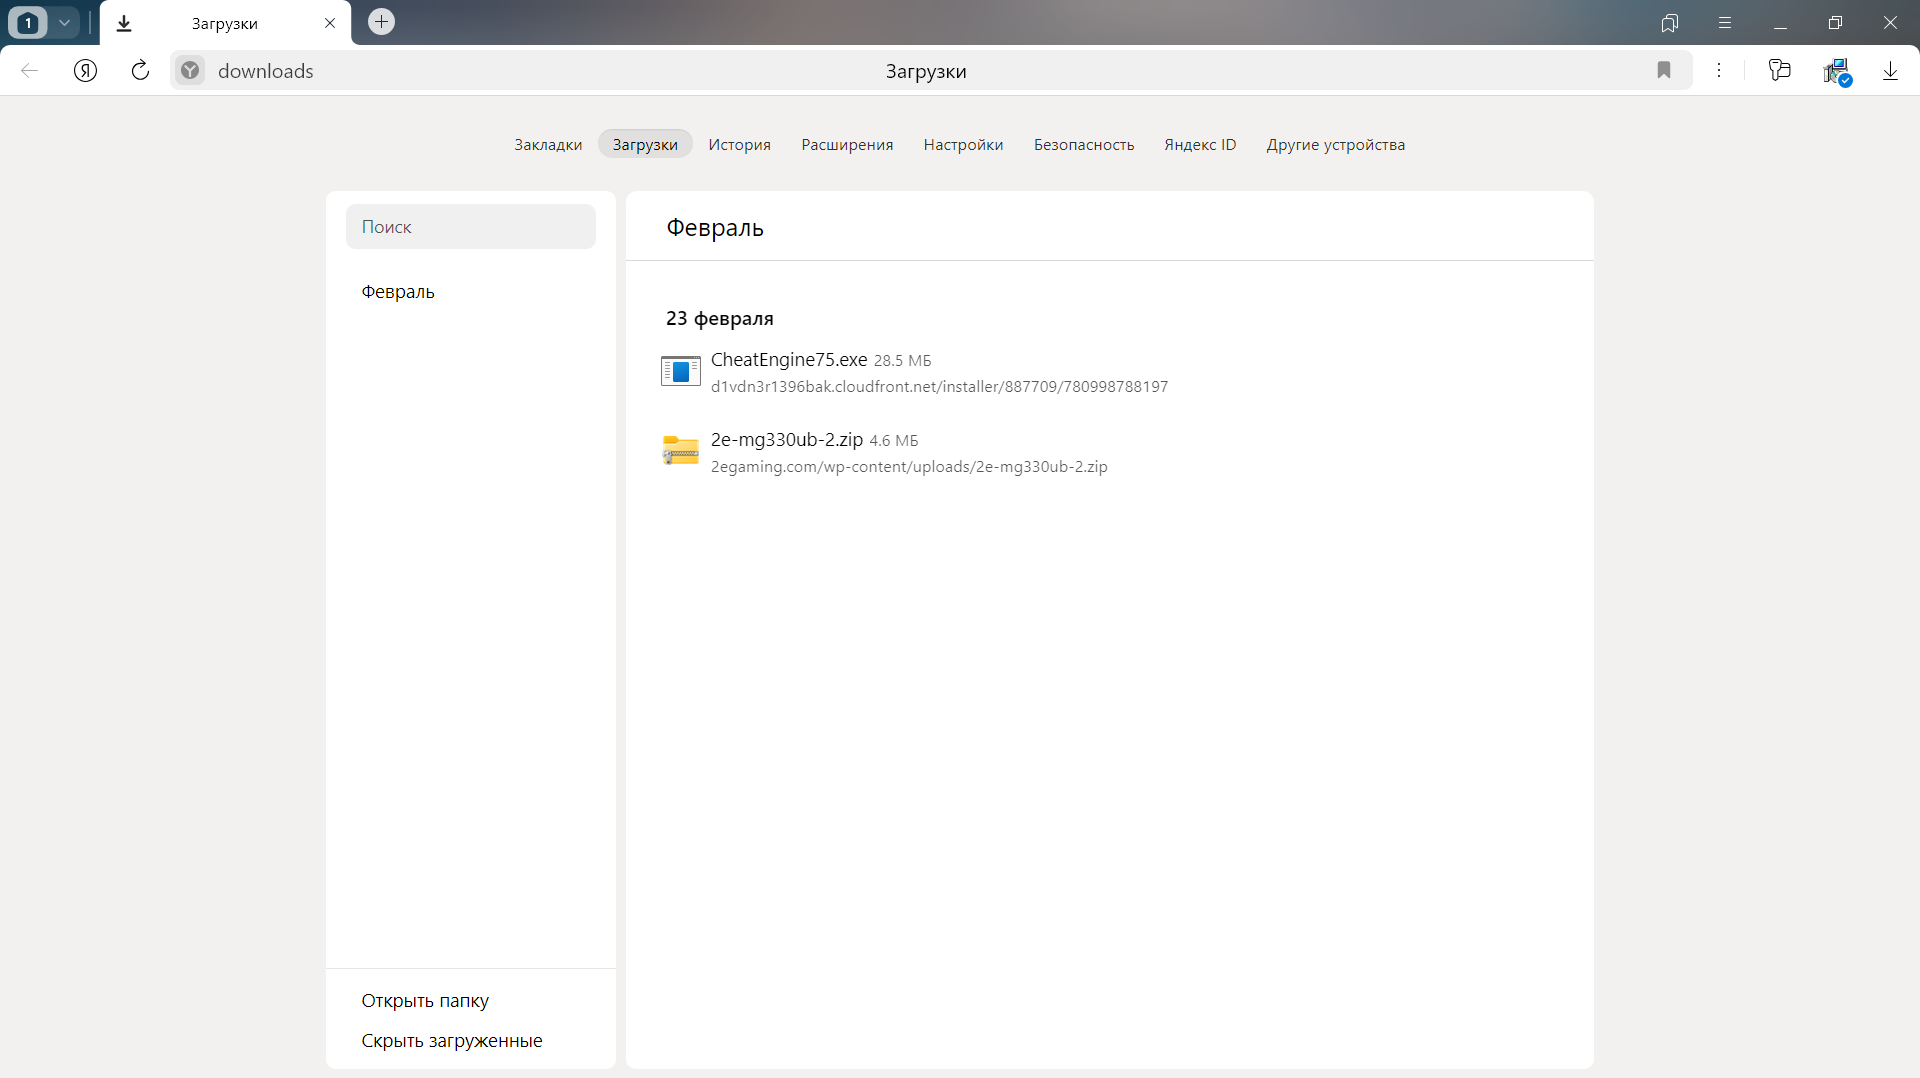 1
Загрузки
Я
downloads
Загрузки
Закладки Загрузки История Расширения Настройки Безопасность Яндекс ID Другие устройства
Поиск
Февраль
Открыть папку
Скрыть загруженные
Февраль
23 февраля
CheatEngine75.exe 28.5 МБ
d1vdn3r1396bak.cloudfront.net/installer/887709/780998788197
2e-mg330ub-2.zip 4.6 МБ
2egaming.com/wp-content/uploads/2e-mg330ub-2.zip